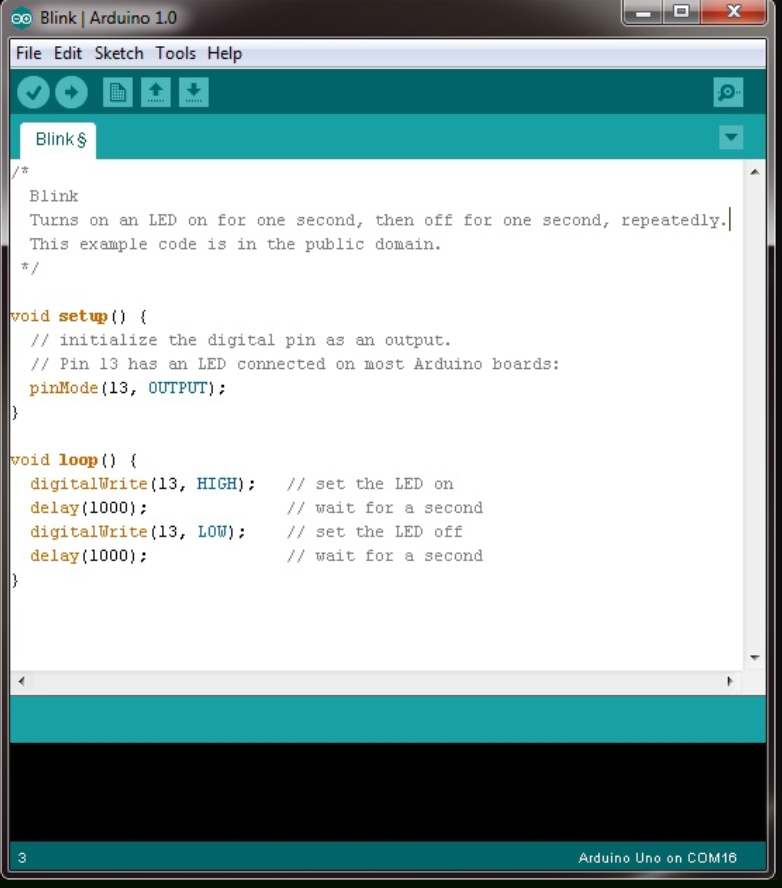 Blink | Arduino 1.0
File Edit Sketch Tools Help
Blink §
/*
  Blink
  Turns on an LED on for one second, then off for one second, repeatedly.
  This example code is in the public domain.
 */

void setup() {
  // initialize the digital pin as an output.
  // Pin 13 has an LED connected on most Arduino boards:
  pinMode(13, OUTPUT);
}

void loop() {
  digitalWrite(13, HIGH);   // set the LED on
  delay(1000);              // wait for a second
  digitalWrite(13, LOW);    // set the LED off
  delay(1000);              // wait for a second
}
3
Arduino Uno on COM16